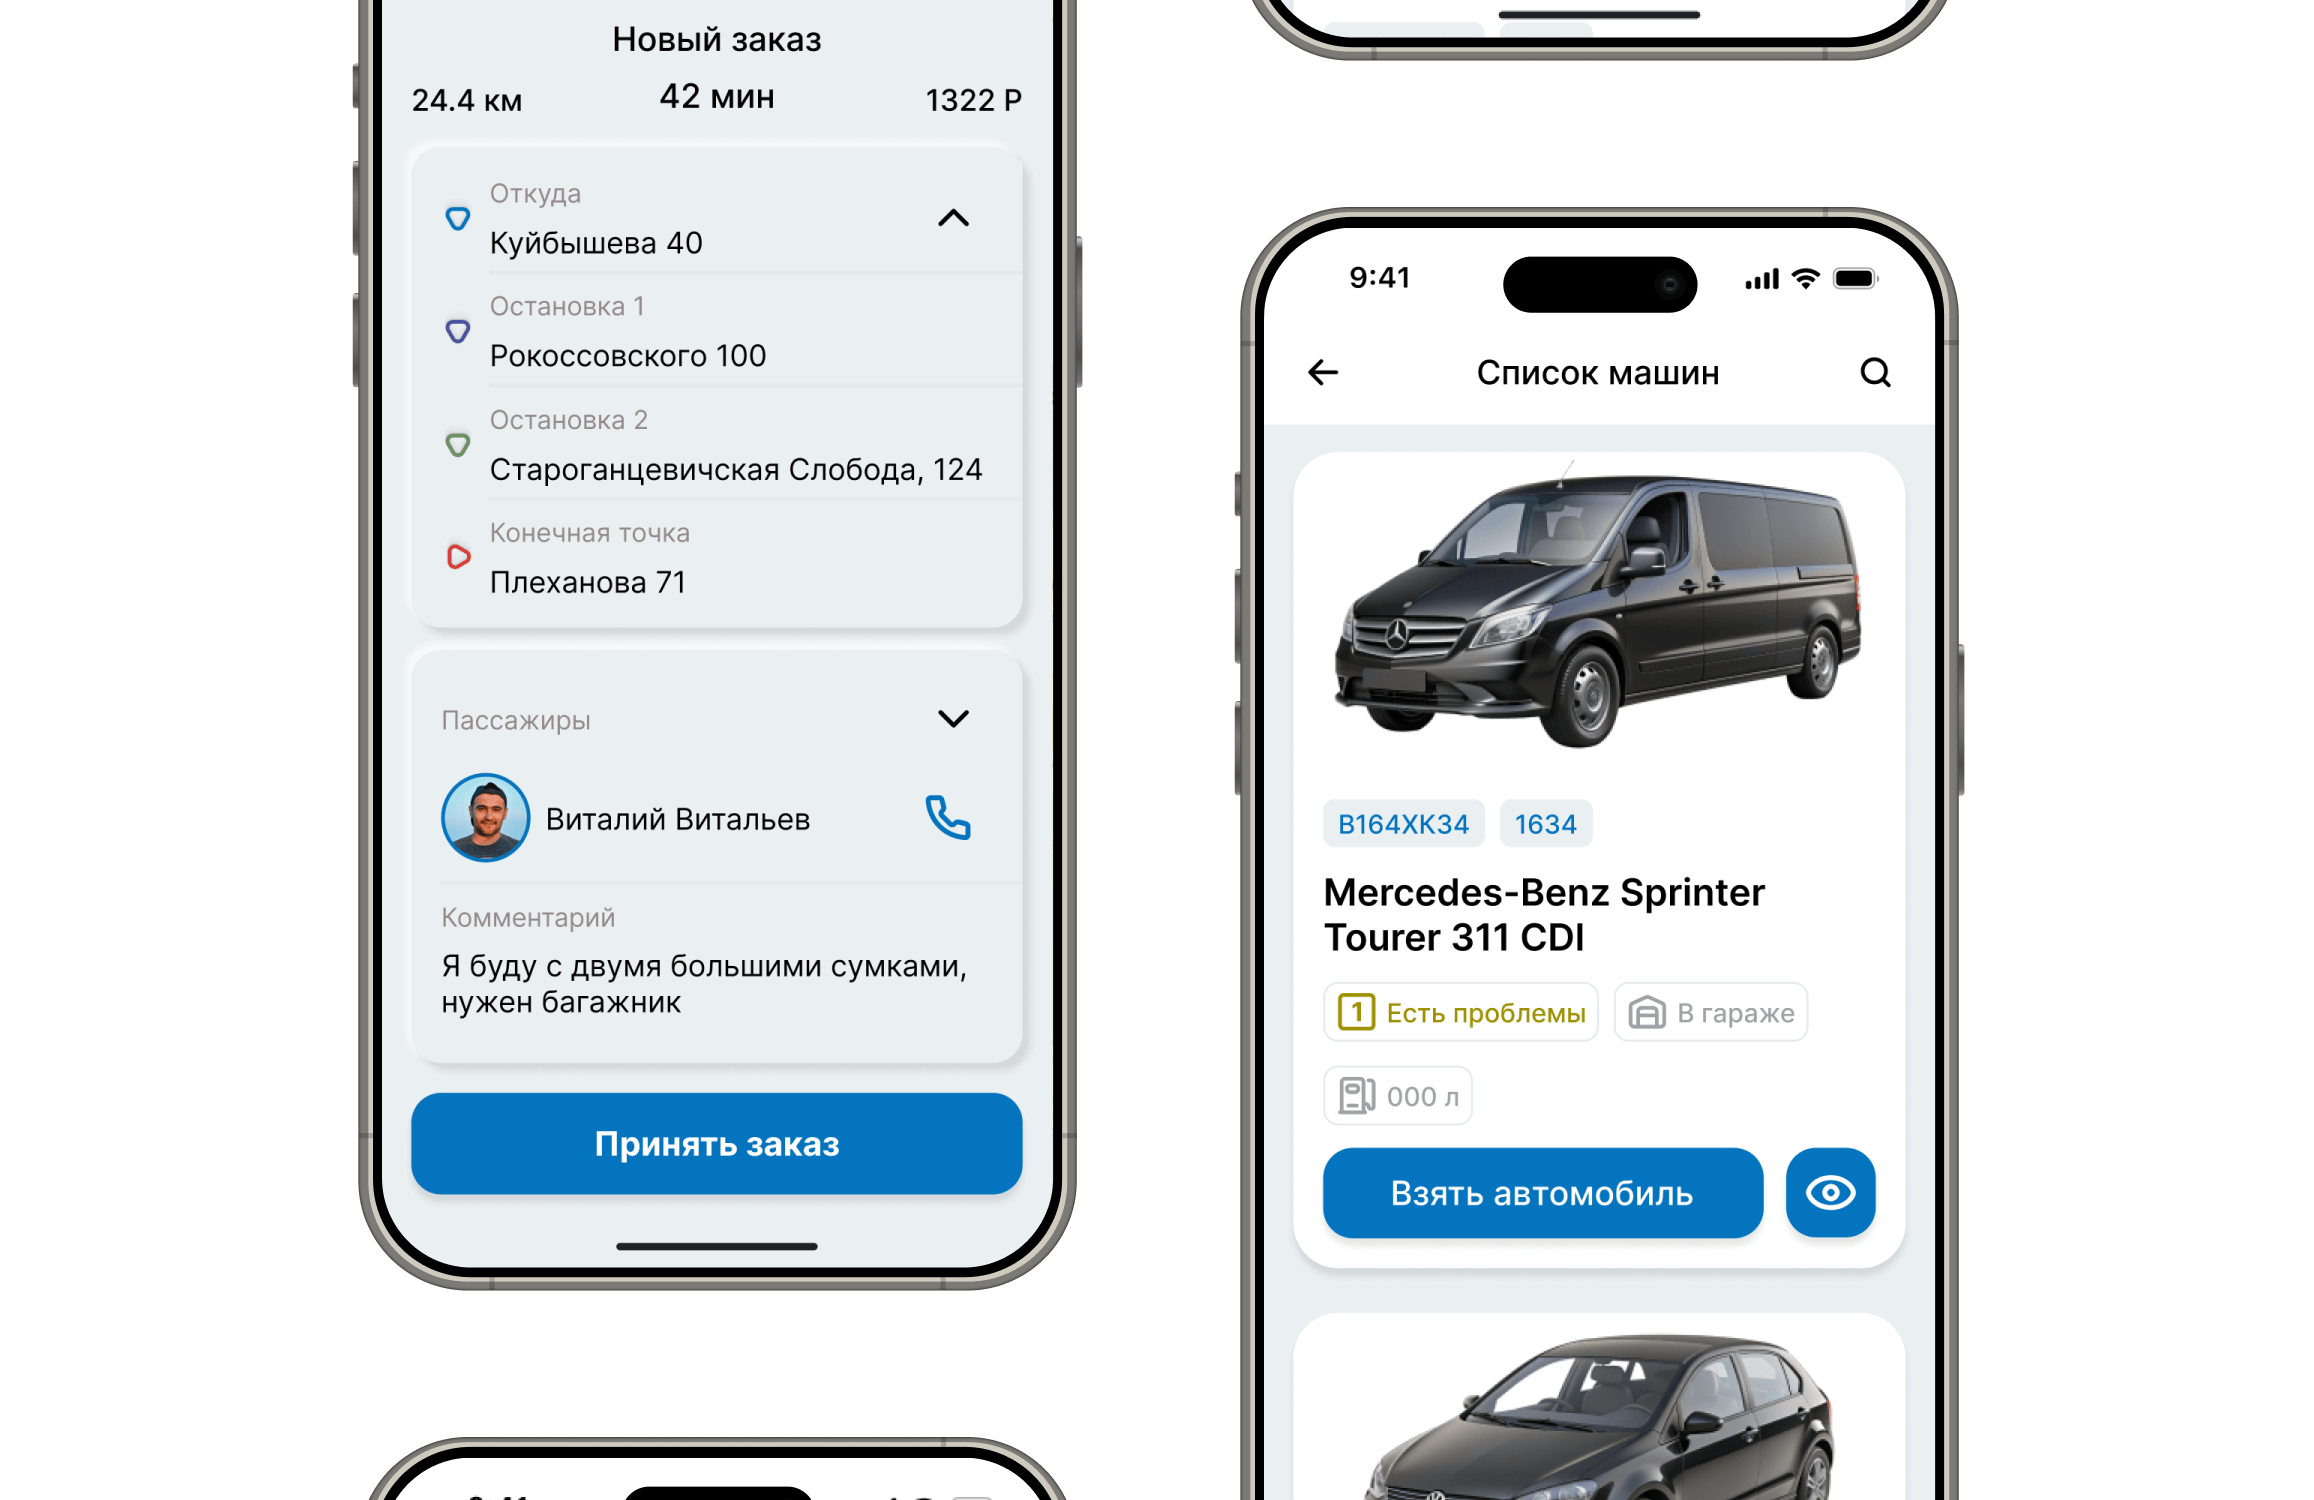 Новый заказ
24.4 км
42 мин
1322 Р
Откуда
Куйбышева 40
Остановка 1
Рокоссовского 100
Остановка 2
Староганцевичская Слобода, 124
Конечная точка
Плеханова 71
Пассажиры
Виталий Витальев
Комментарий
Я буду с двумя большими сумками,
нужен багажник
Принять заказ
9:41
Список машин
В164ХК34
1634
Mercedes-Benz Sprinter
Tourer 311 CDI
1 Есть проблемы
В гараже
000 л
Взять автомобиль